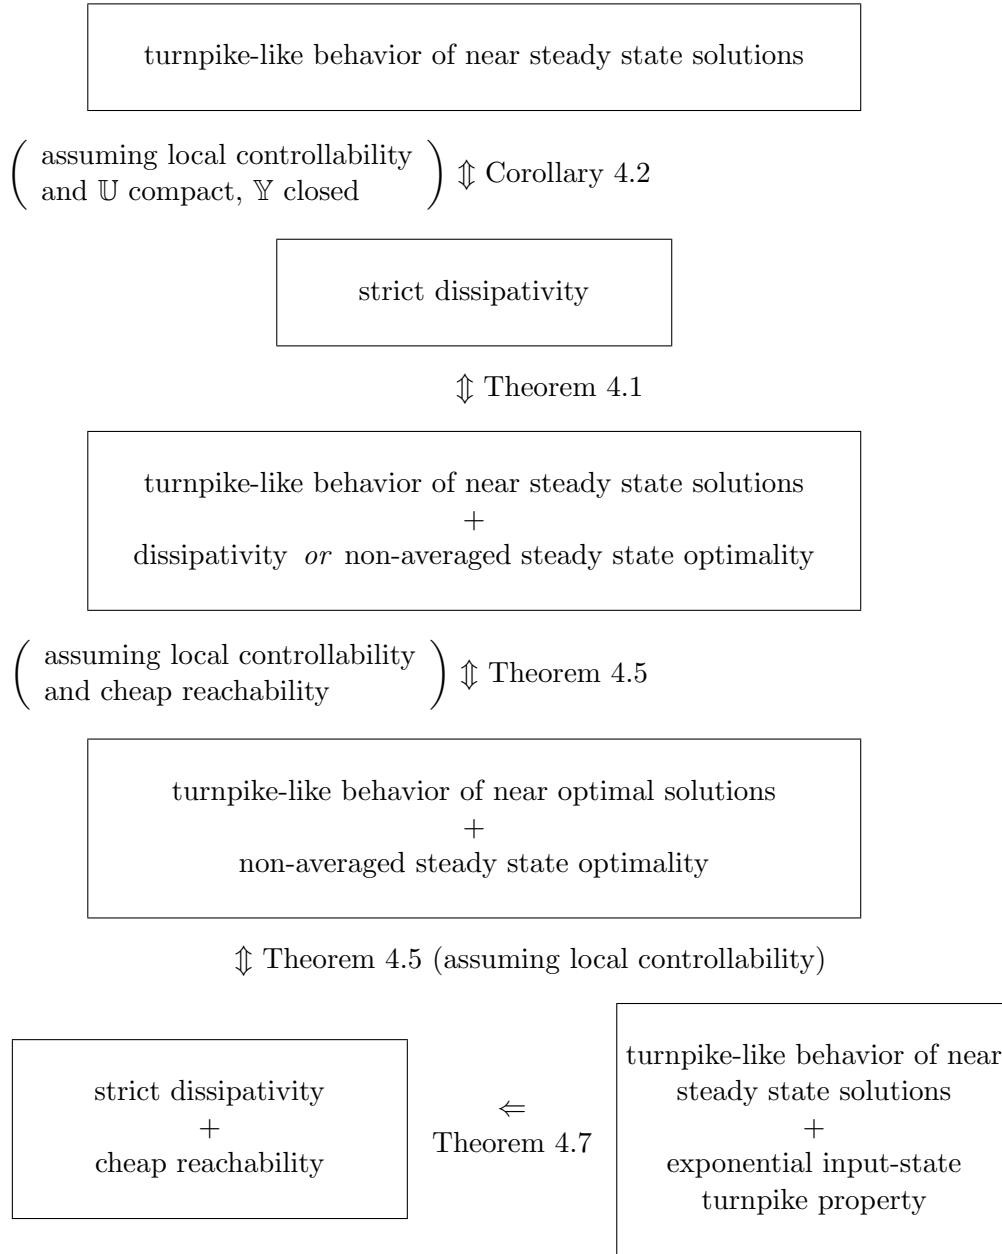 turnpike-like behavior of near steady state solutions
assuming local controllability
and 𝕌 compact, 𝕐 closed
⇕ Corollary 4.2
strict dissipativity
⇕ Theorem 4.1
turnpike-like behavior of near steady state solutions
+
dissipativity or non-averaged steady state optimality
assuming local controllability
and cheap reachability
⇕ Theorem 4.5
turnpike-like behavior of near optimal solutions
+
non-averaged steady state optimality
⇕ Theorem 4.5 (assuming local controllability)
strict dissipativity
+
cheap reachability
⇐
Theorem 4.7
turnpike-like behavior of near
steady state solutions
+
exponential input-state
turnpike property